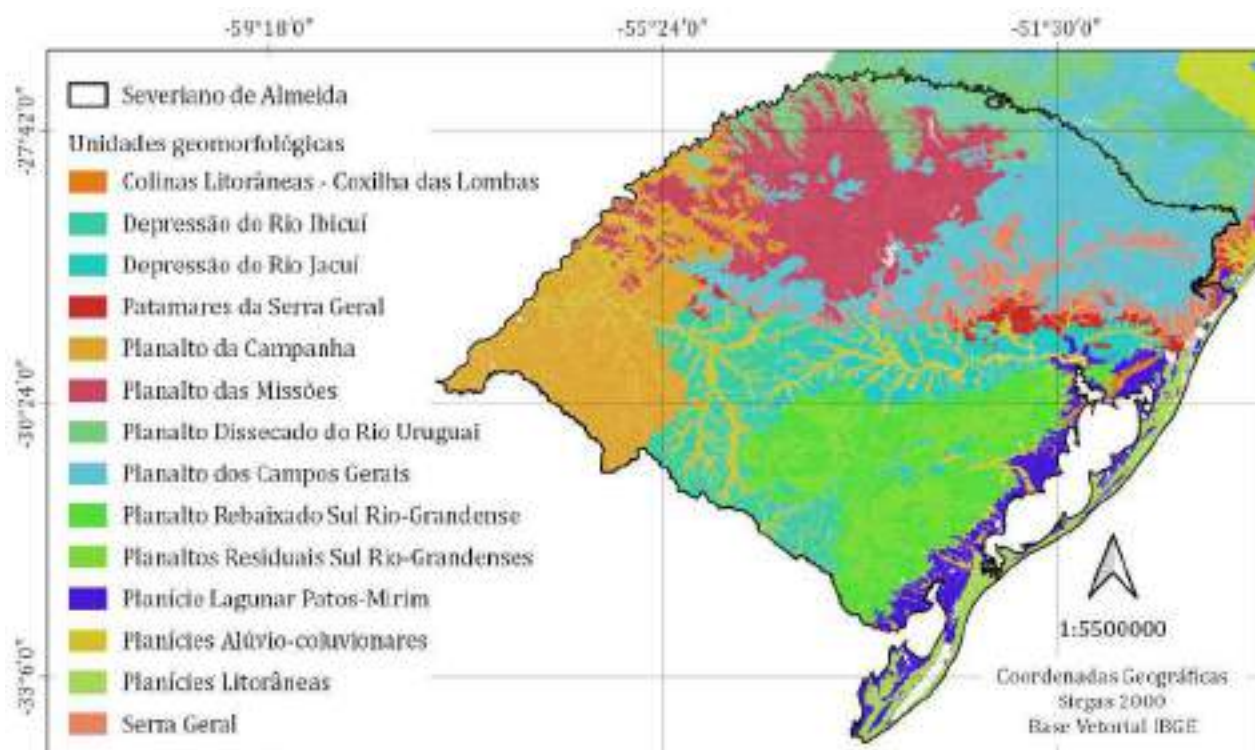 -59°18'0"
-55°24'0"
-51°30'0"
-27°42'0"
-30°24'0"
-33°6'0"
Severiano de Almeida
Unidades geomorfológicas
Colinas Litorâneas - Coxilha das Lombas
Depressão do Rio Ibicuí
Depressão do Rio Jacuí
Patamares da Serra Geral
Planalto da Campanha
Planalto das Missões
Planalto Dissecado do Rio Uruguai
Planalto dos Campos Gerais
Planalto Rebaixado Sul Rio-Grandense
Planaltos Residuais Sul Rio-Grandenses
Planície Lagunar Patos-Mirim
Planícies Alúvio-coluvionares
Planícies Litorâneas
Serra Geral
1:5500000
Coordenadas Geográficas
Sirgas 2000
Base Vetorial IBGE